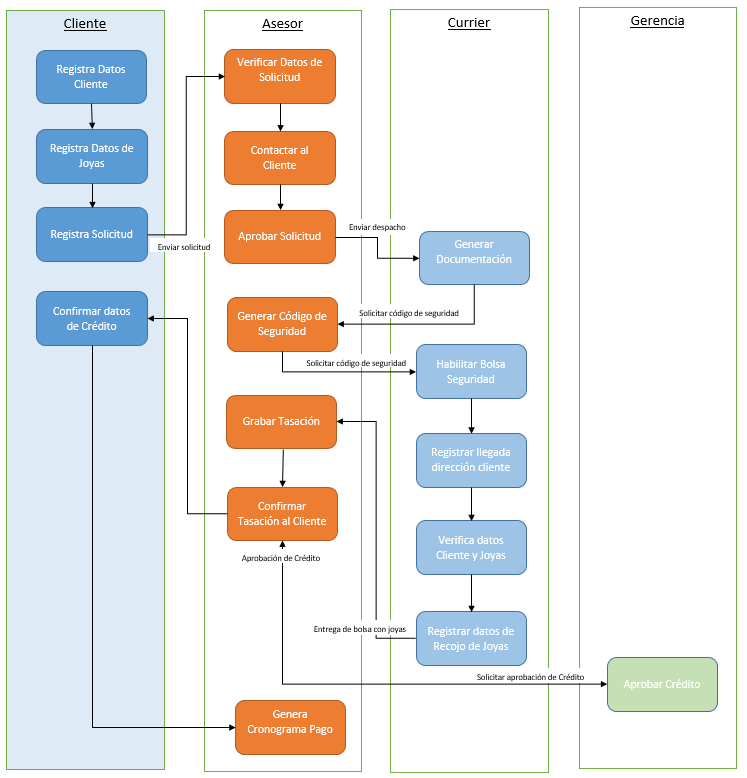 Cliente
Asesor
Currier
Gerencia
Registra Datos
Cliente
Verificar Datos de
Solicitud
Registra Datos de
Joyas
Contactar al
Cliente
Registra Solicitud
Enviar solicitud
Aprobar Solicitud
Enviar despacho
Generar
Documentación
Confirmar datos
de Crédito
Generar Código de
Seguridad
Solicitar código de seguridad
Solicitar código de seguridad
Habilitar Bolsa
Seguridad
Grabar Tasación
Registrar llegada
dirección cliente
Confirmar
Tasación al Cliente
Verifica datos
Cliente y Joyas
Aprobación de Crédito
Entrega de bolsa con joyas
Registrar datos de
Recojo de Joyas
Solicitar aprobación de Crédito
Aprobar Crédito
Genera
Cronograma Pago